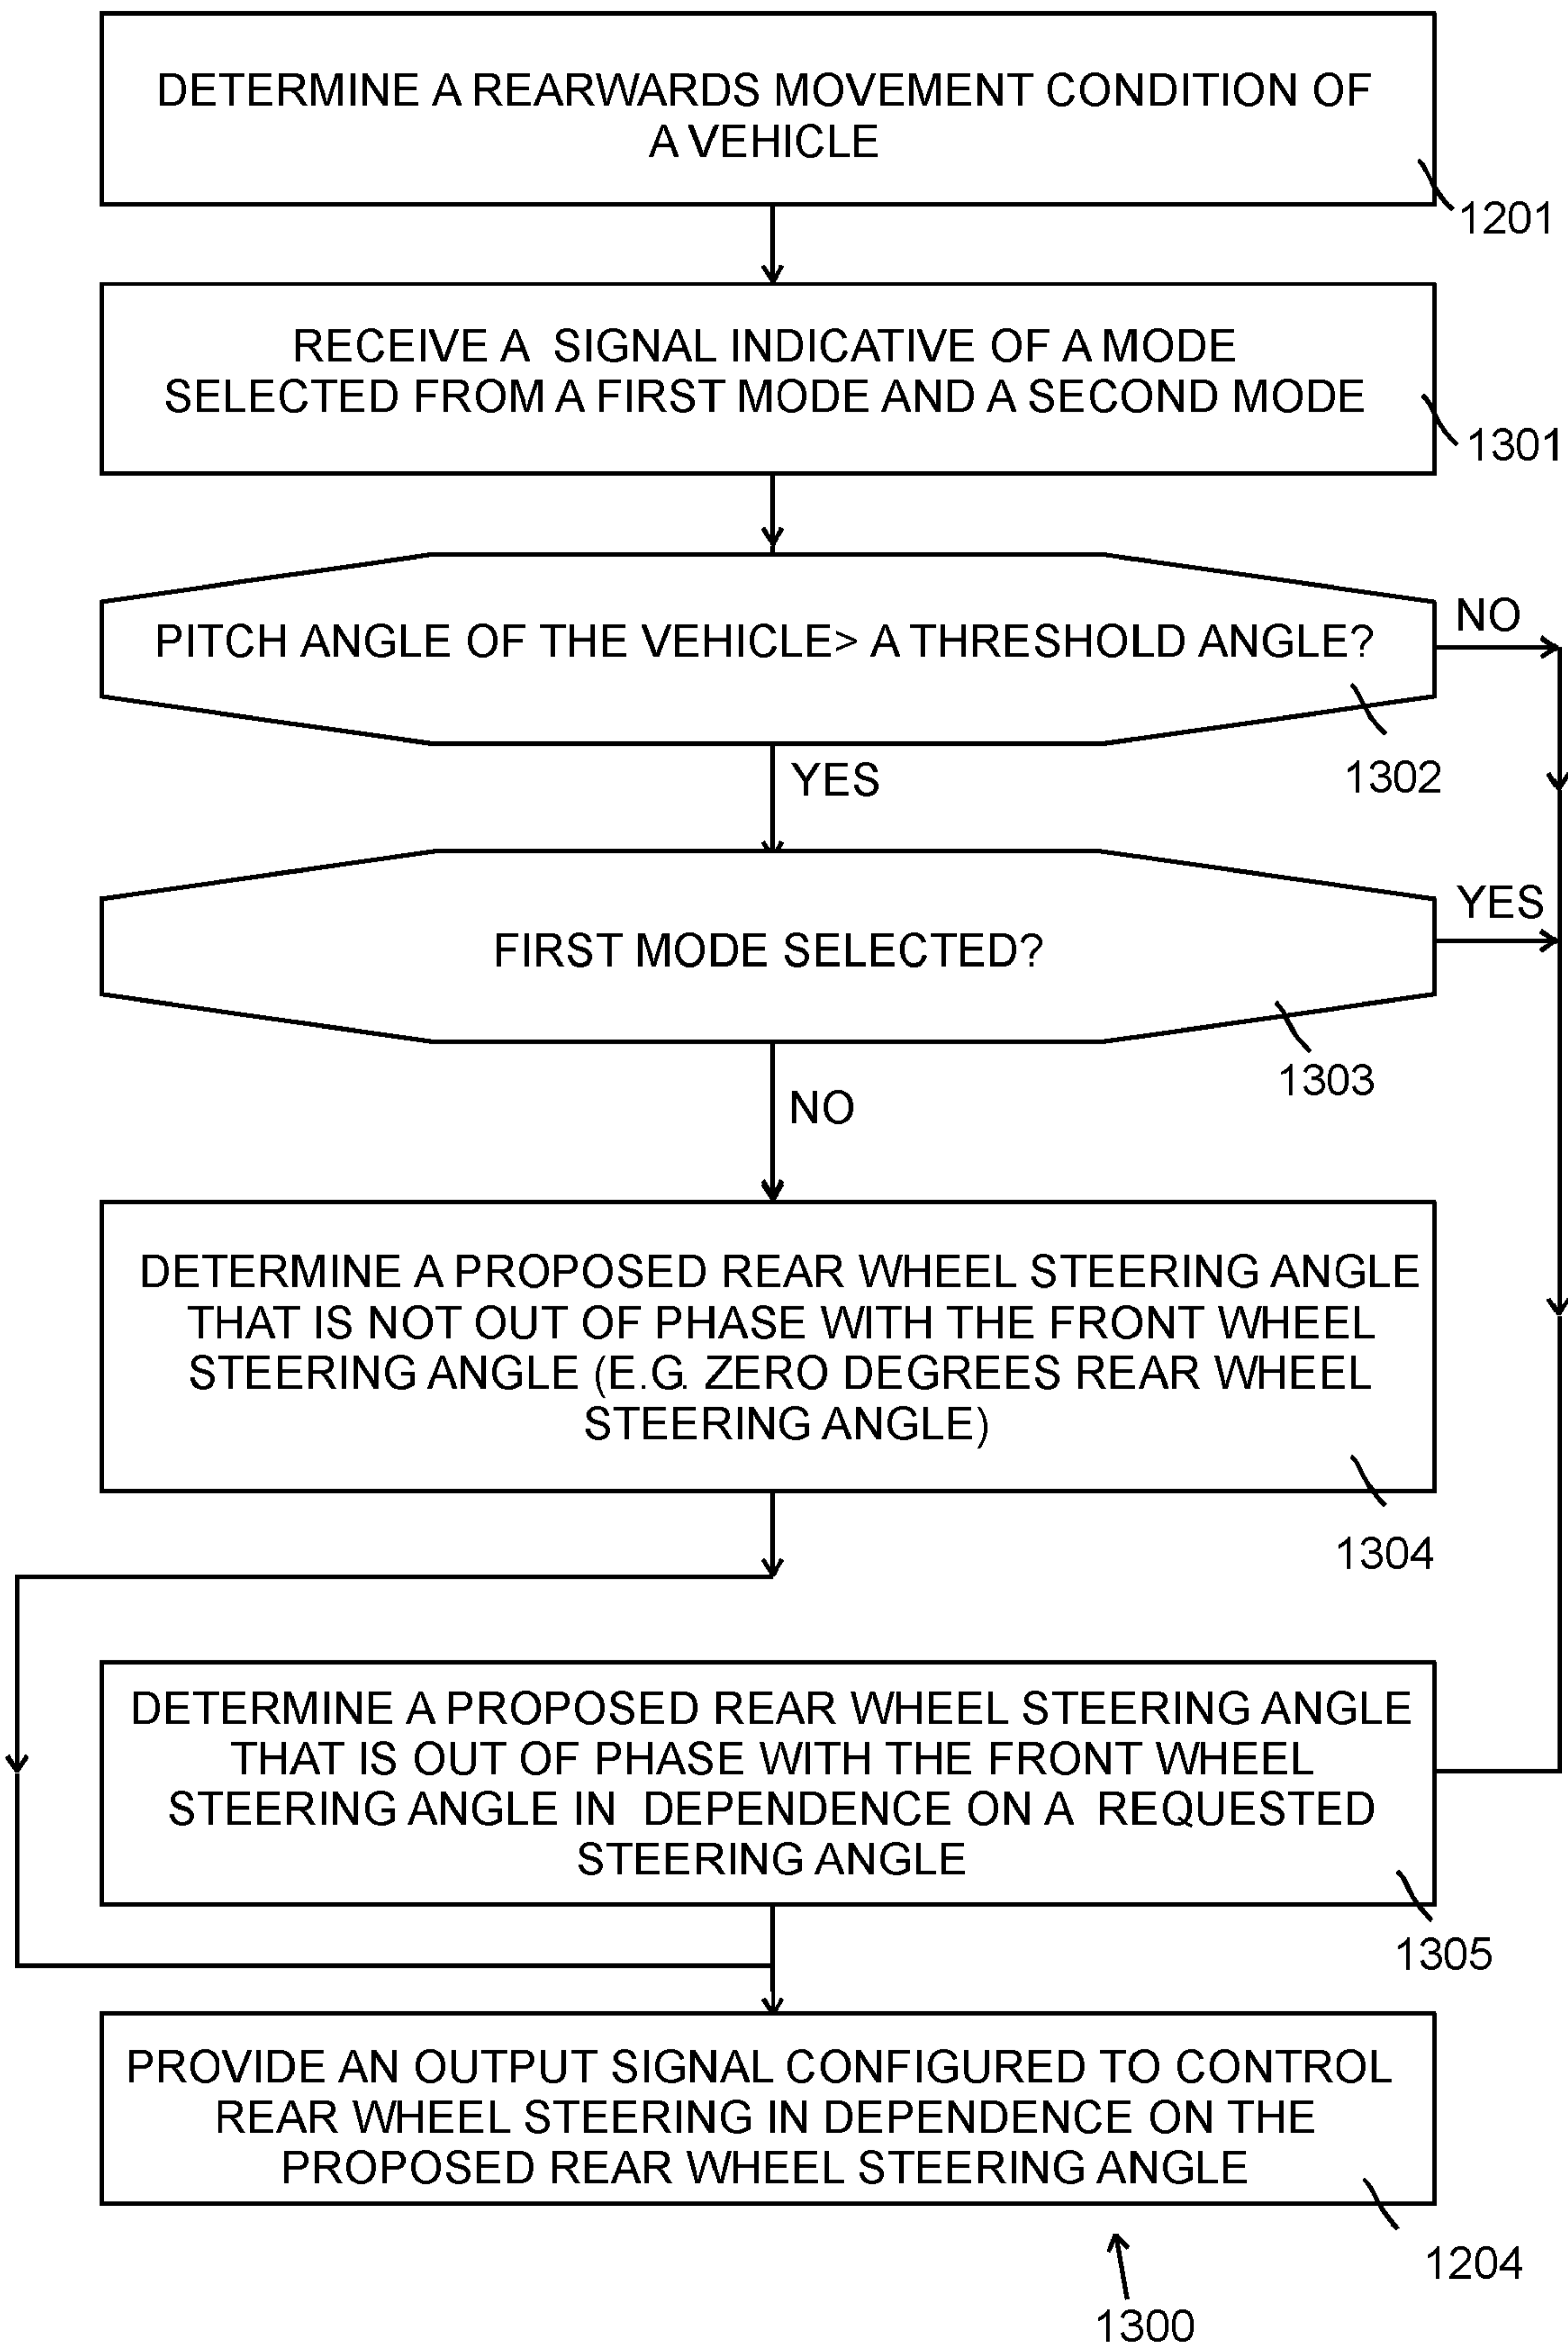 DETERMINE A REARWARDS MOVEMENT CONDITION OF
A VEHICLE
1201
RECEIVE A SIGNAL INDICATIVE OF A MODE
SELECTED FROM A FIRST MODE AND A SECOND MODE
1301
PITCH ANGLE OF THE VEHICLE> A THRESHOLD ANGLE?
NO
1302
YES
FIRST MODE SELECTED?
YES
1303
NO
DETERMINE A PROPOSED REAR WHEEL STEERING ANGLE
THAT IS NOT OUT OF PHASE WITH THE FRONT WHEEL
STEERING ANGLE (E.G. ZERO DEGREES REAR WHEEL
STEERING ANGLE)
1304
DETERMINE A PROPOSED REAR WHEEL STEERING ANGLE
THAT IS OUT OF PHASE WITH THE FRONT WHEEL
STEERING ANGLE IN DEPENDENCE ON A REQUESTED
STEERING ANGLE
1305
PROVIDE AN OUTPUT SIGNAL CONFIGURED TO CONTROL
REAR WHEEL STEERING IN DEPENDENCE ON THE
PROPOSED REAR WHEEL STEERING ANGLE
1204
1300